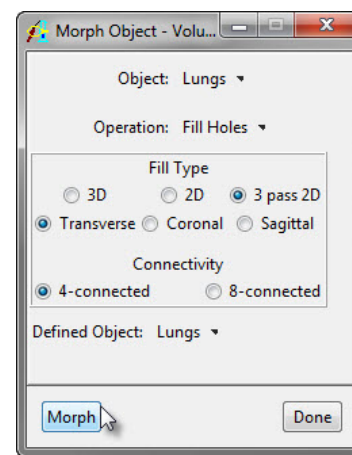 Morph Object - Volu...
Object: Lungs
Operation: Fill Holes
Fill Type
3D 2D 3 pass 2D
Transverse Coronal Sagittal
Connectivity
4-connected 8-connected
Defined Object: Lungs
Morph Done